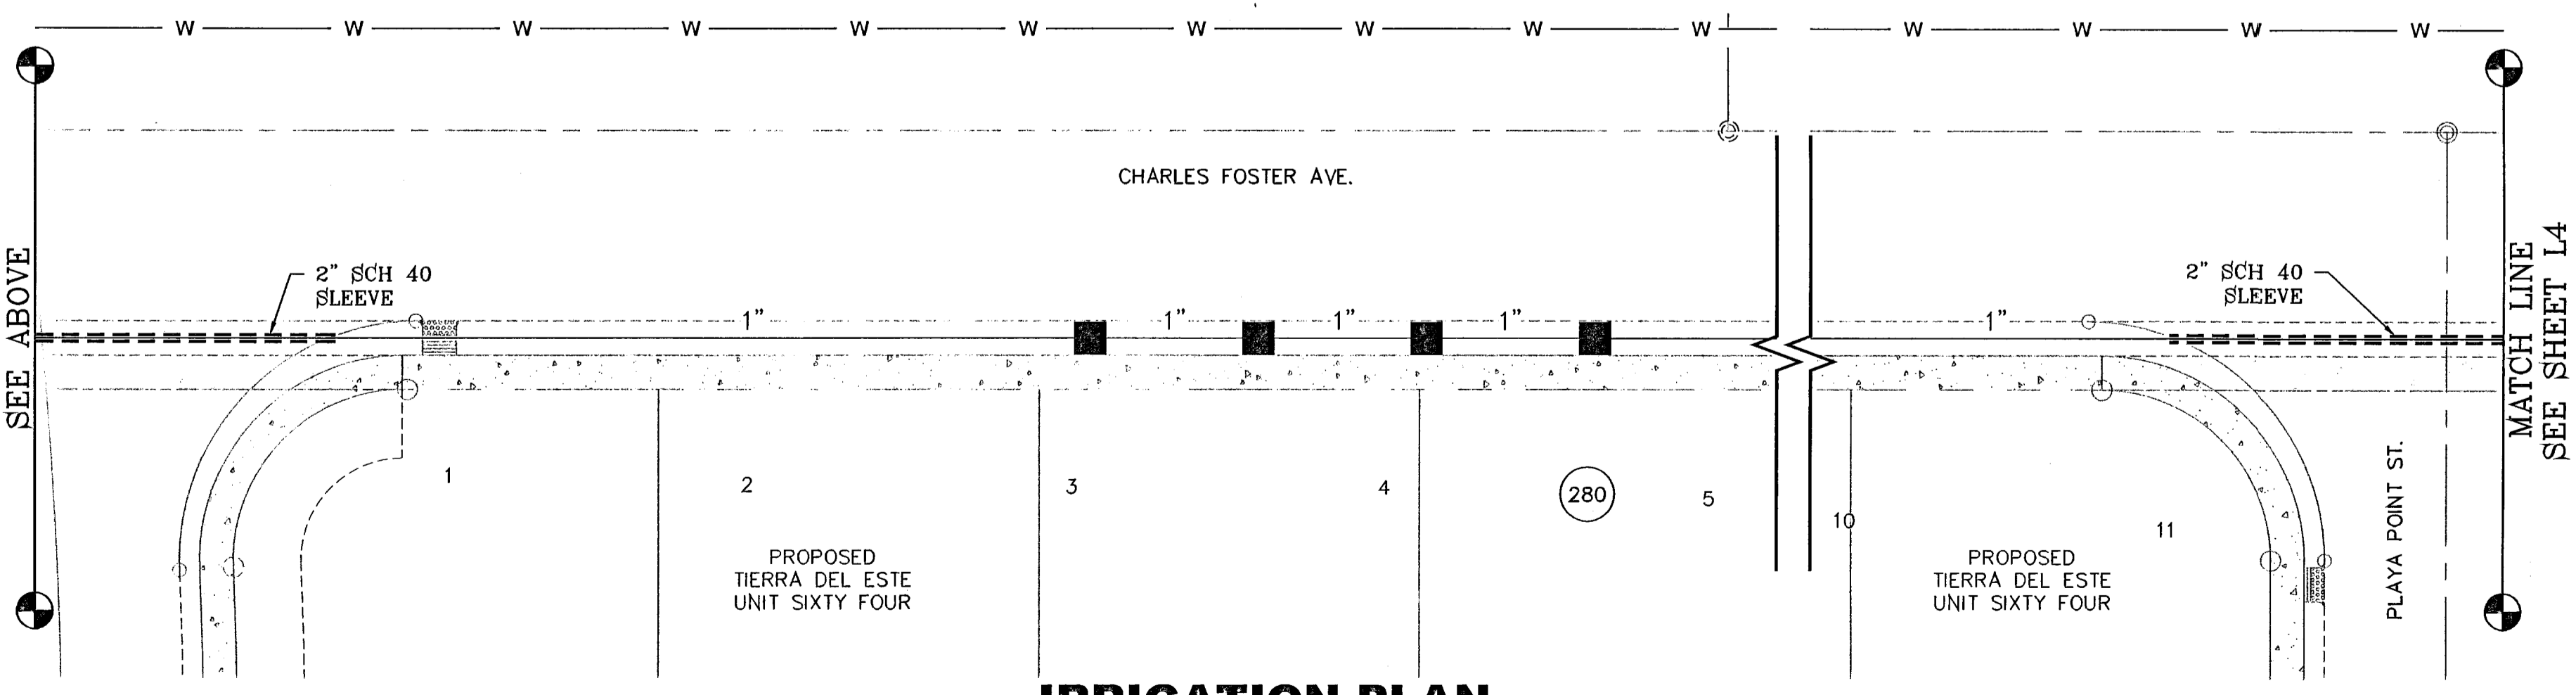 W W W W W W W W W W W W W W
CHARLES FOSTER AVE.
SEE ABOVE
2" SCH 40
SLEEVE
2" SCH 40
SLEEVE
MATCH LINE
SEE SHEET L4
1" 1" 1" 1" 1"
1 2 3 4 280 5 10 11
PROPOSED
TIERRA DEL ESTE
UNIT SIXTY FOUR
PROPOSED
TIERRA DEL ESTE
UNIT SIXTY FOUR
PLAYA POINT ST.
IRRIGATION PLAN